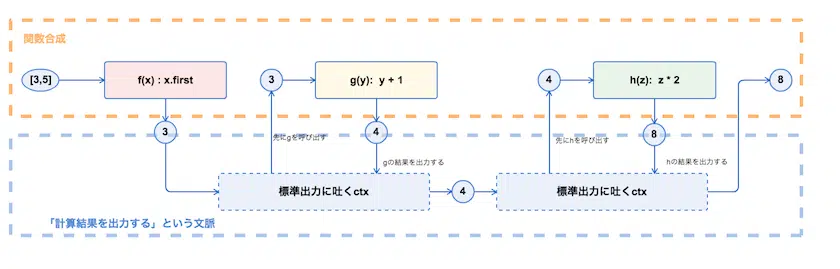 関数合成
[3,5]
f(x) : x.first
3
g(y): y + 1
4
h(z): z * 2
8
3
先にgを呼び出す
4
gの結果を出力する
先にhを呼び出す
8
hの結果を出力する
標準出力に吐くctx
4
標準出力に吐くctx
「計算結果を出力する」という文脈